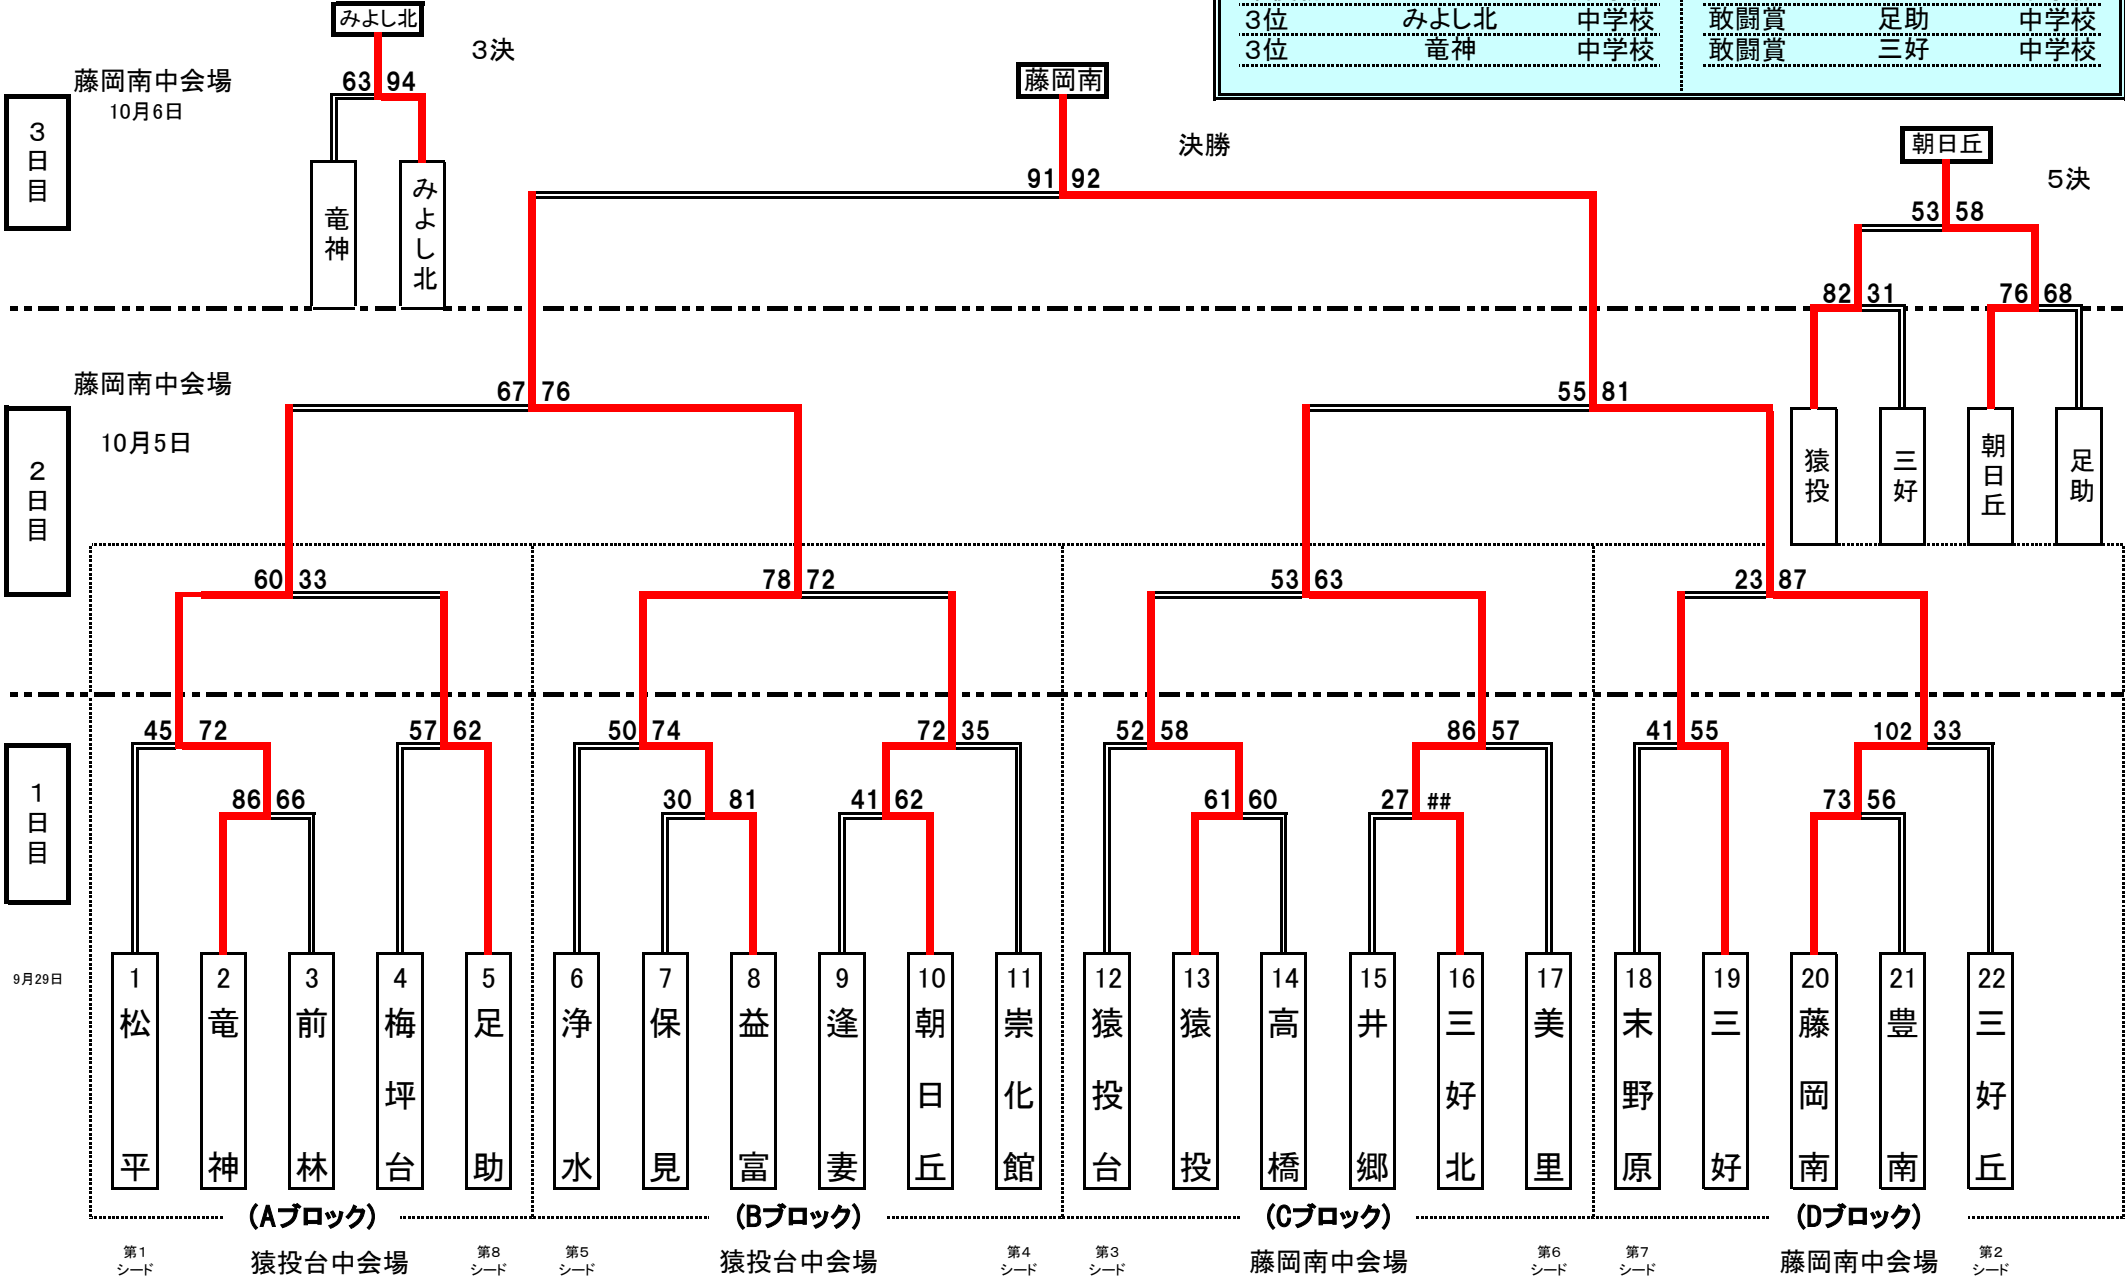 みよし北
3決
3位 みよし北 中学校 敢闘賞 足助 中学校
3位 竜神 中学校 敢闘賞 三好 中学校
藤岡南中会場
10月6日
63 94
藤岡南
決勝
朝日丘
5決
3日目
竜神
みよし北
91 92
53 58
82 31
76 68
藤岡南中会場
10月5日
67 76
55 81
2日目
猿投
三好
朝日丘
足助
60 33
78 72
53 63
23 87
45 72
57 62
50 74
72 35
52 58
86 57
41 55
102 33
1日目
86 66
30 81
41 62
61 60
27 ##
73 56
9月29日
1 松平
2 竜神
3 前林
4 梅坪台
5 足助
6 浄水
7 保見
8 益富
9 逢妻
10 朝日丘
11 崇化館
12 猿投台
13 猿投
14 高橋
15 井郷
16 三好北
17 美里
18 末野原
19 三好
20 藤岡南
21 豊南
22 三好丘
(Aブロック)
(Bブロック)
(Cブロック)
(Dブロック)
第1シード
猿投台中会場
第8シード
第5シード
猿投台中会場
第4シード
第3シード
藤岡南中会場
第6シード
第7シード
藤岡南中会場
第2シード